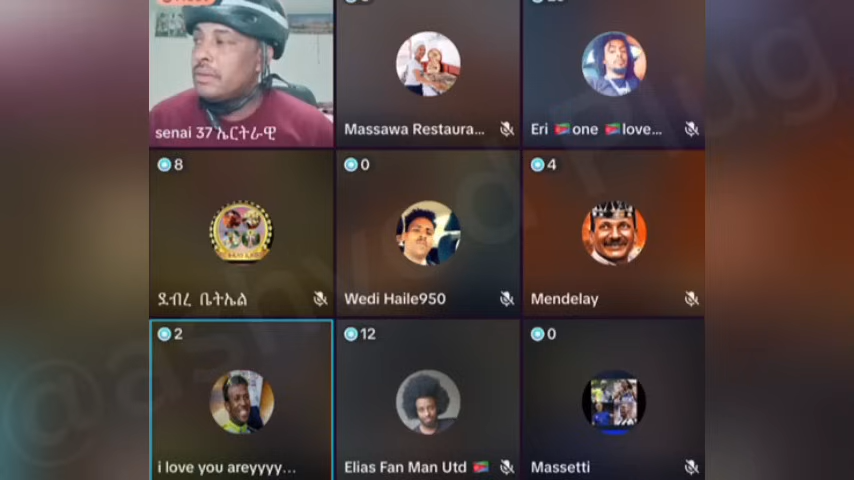 senai 37 ኤርትራዊ
Massawa Restaura...
Eri 🇪🇷one 🇪🇷love...
8
0
4
ደብረ ቤትኤል
Wedi Haile950
Mendelay
2
12
0
i love you areyyyy...
Elias Fan Man Utd 🇪🇷
Massetti